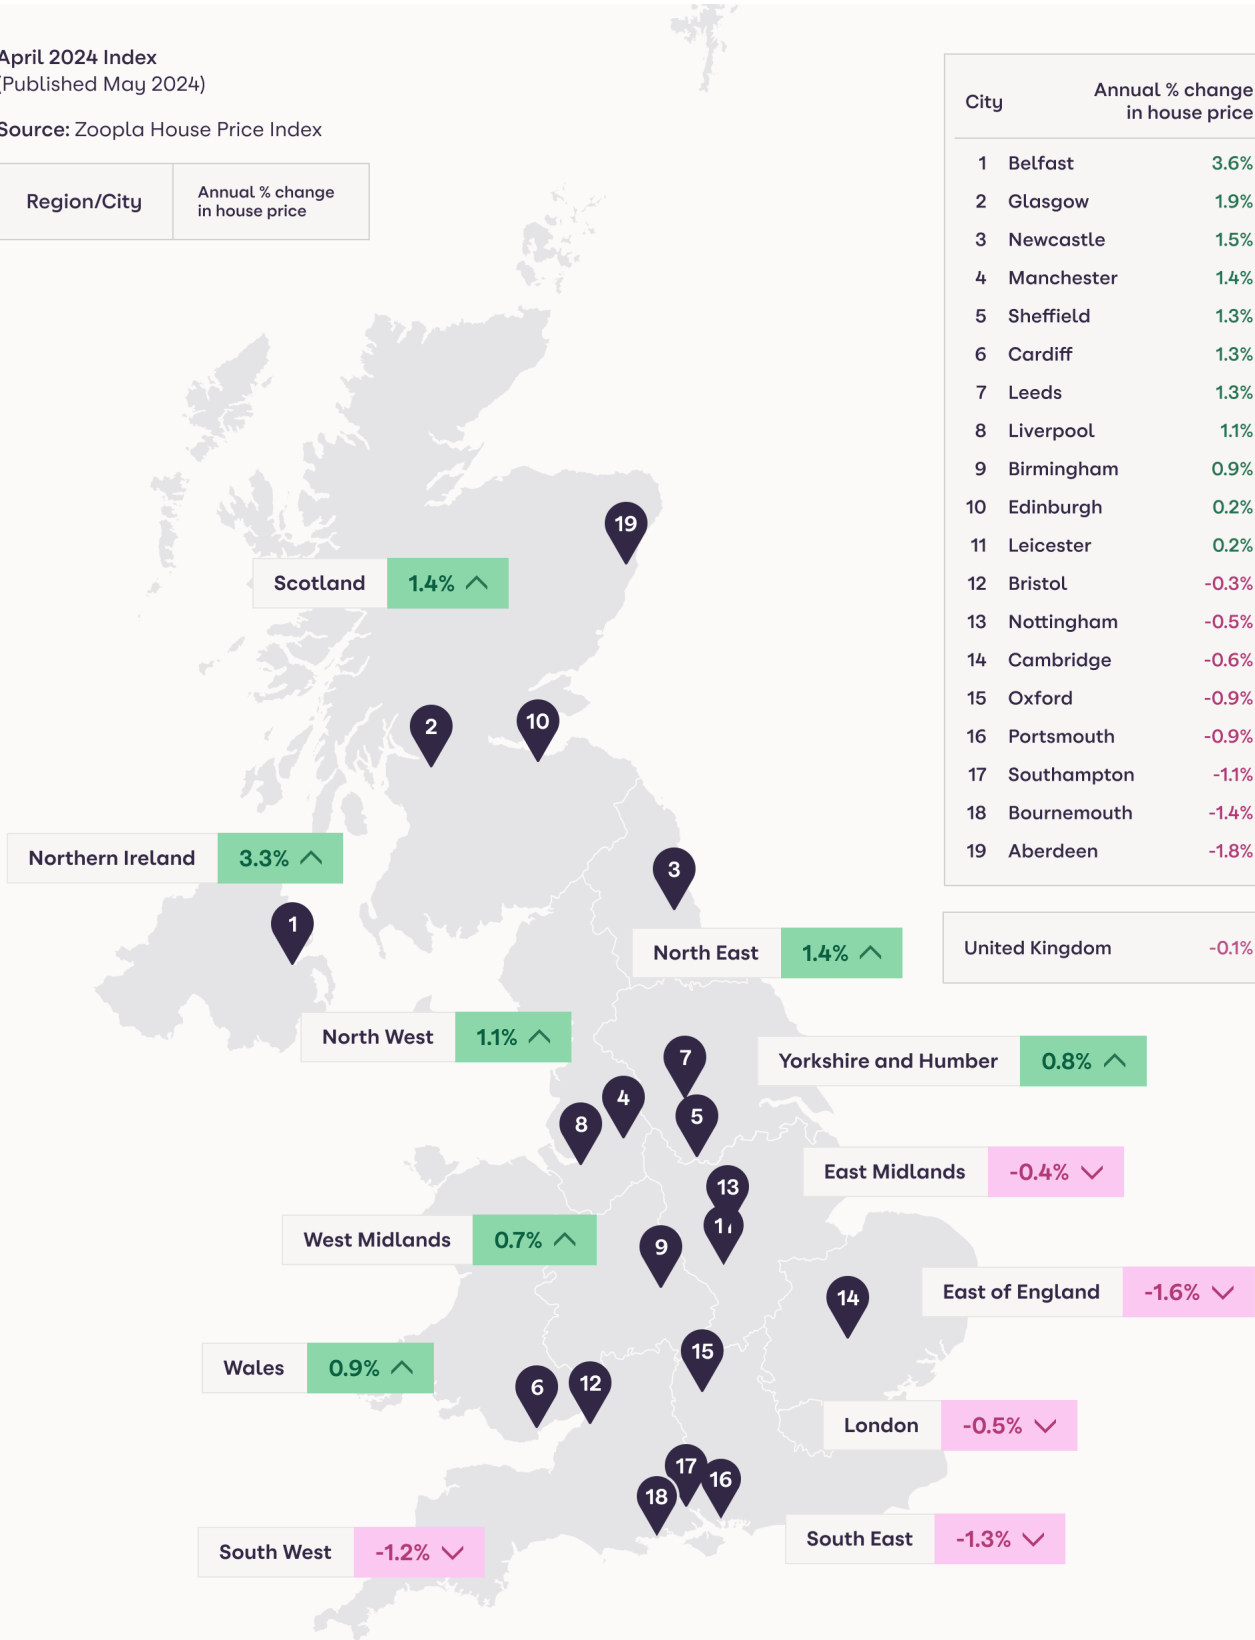 April 2024 Index
(Published May 2024)
Source: Zoopla House Price Index
Region/City
Annual % change
in house price
City
Annual % change
in house price
1 Belfast 3.6%
2 Glasgow 1.9%
3 Newcastle 1.5%
4 Manchester 1.4%
5 Sheffield 1.3%
6 Cardiff 1.3%
7 Leeds 1.3%
8 Liverpool 1.1%
9 Birmingham 0.9%
10 Edinburgh 0.2%
11 Leicester 0.2%
12 Bristol -0.3%
13 Nottingham -0.5%
14 Cambridge -0.6%
15 Oxford -0.9%
16 Portsmouth -0.9%
17 Southampton -1.1%
18 Bournemouth -1.4%
19 Aberdeen -1.8%
United Kingdom -0.1%
19
Scotland 1.4%
2
10
Northern Ireland 3.3%
3
1
North East 1.4%
North West 1.1%
7
Yorkshire and Humber 0.8%
4
5
8
East Midlands -0.4%
13
West Midlands 0.7%
9
East of England -1.6%
14
15
Wales 0.9%
6
12
London -0.5%
17
16
18
South East -1.3%
South West -1.2%